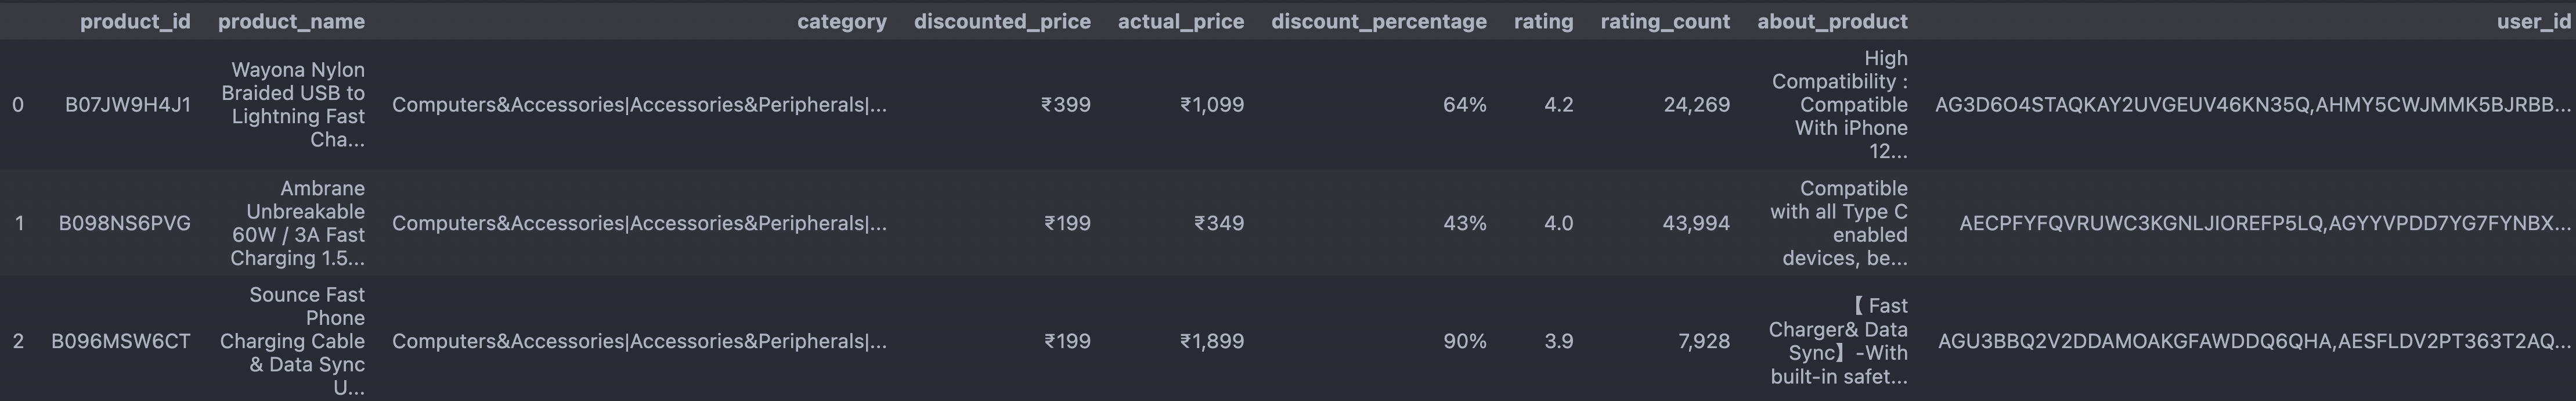 product_id product_name category discounted_price actual_price discount_percentage rating rating_count about_product user_id
0 B07JW9H4J1 Wayona Nylon
Braided USB to
Lightning Fast
Cha... Computers&Accessories|Accessories&Peripherals|... ₹399 ₹1,099 64% 4.2 24,269 High
Compatibility :
Compatible
With iPhone
12... AG3D6O4STAQKAY2UVGEUV46KN35Q,AHMY5CWJMMK5BJRBB...
1 B098NS6PVG Ambrane
Unbreakable
60W / 3A Fast
Charging 1.5... Computers&Accessories|Accessories&Peripherals|... ₹199 ₹349 43% 4.0 43,994 Compatible
with all Type C
enabled
devices, be... AECPFYFQVRUWC3KGNLJIOREFP5LQ,AGYYVPDD7YG7FYNBX...
2 B096MSW6CT Sounce Fast
Phone
Charging Cable
& Data Sync
U... Computers&Accessories|Accessories&Peripherals|... ₹199 ₹1,899 90% 3.9 7,928 【 Fast
Charger& Data
Sync】 -With
built-in safet... AGU3BBQ2V2DDAMOAKGFAWDDQ6QHA,AESFLDV2PT363T2AQ...